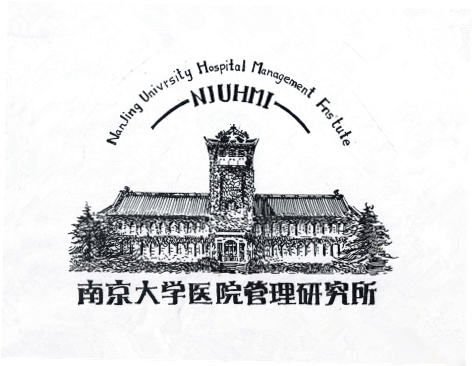 NanJing Univrsity Hospital Management Fnstute
NJUHMI
南京大学医院管理研究所